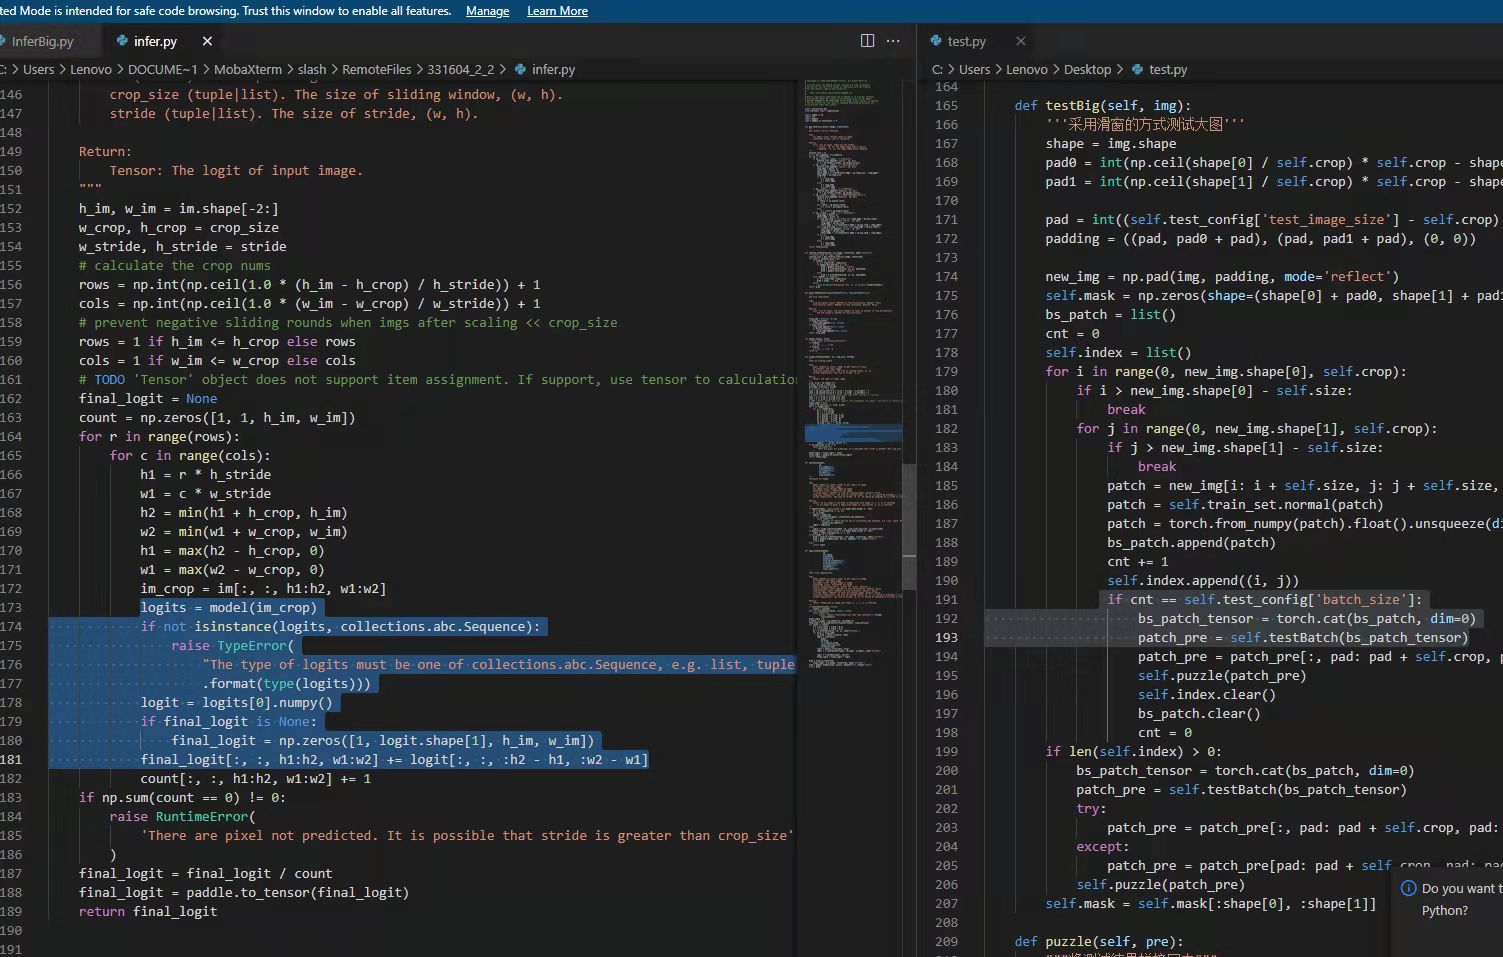 ted Mode is intended for safe code browsing. Trust this window to enable all features. Manage Learn More
InferBig.py infer.py ×
C: > Users > Lenovo > DOCUME~1 > MobaXterm > slash > RemoteFiles > 331604_2_2 > infer.py
146 crop_size (tuple|list). The size of sliding window, (w, h).
147 stride (tuple|list). The size of stride, (w, h).
148
149 Return:
150 Tensor: The logit of input image.
151 """
152 h_im, w_im = im.shape[-2:]
153 w_crop, h_crop = crop_size
154 w_stride, h_stride = stride
155 # calculate the crop nums
156 rows = np.int(np.ceil(1.0 * (h_im - h_crop) / h_stride)) + 1
157 cols = np.int(np.ceil(1.0 * (w_im - w_crop) / w_stride)) + 1
158 # prevent negative sliding rounds when imgs after scaling << crop_size
159 rows = 1 if h_im <= h_crop else rows
160 cols = 1 if w_im <= w_crop else cols
161 # TODO 'Tensor' object does not support item assignment. If support, use tensor to calculatio
162 final_logit = None
163 count = np.zeros([1, 1, h_im, w_im])
164 for r in range(rows):
165 for c in range(cols):
166 h1 = r * h_stride
167 w1 = c * w_stride
168 h2 = min(h1 + h_crop, h_im)
169 w2 = min(w1 + w_crop, w_im)
170 h1 = max(h2 - h_crop, 0)
171 w1 = max(w2 - w_crop, 0)
172 im_crop = im[:, :, h1:h2, w1:w2]
173 logits = model(im_crop)
174 if not isinstance(logits, collections.abc.Sequence):
175 raise TypeError(
176 "The type of logits must be one of collections.abc.Sequence, e.g. list, tuple
177 .format(type(logits)))
178 logit = logits[0].numpy()
179 if final_logit is None:
180 final_logit = np.zeros([1, logit.shape[1], h_im, w_im])
181 final_logit[:, :, h1:h2, w1:w2] += logit[:, :, :h2 - h1, :w2 - w1]
182 count[:, :, h1:h2, w1:w2] += 1
183 if np.sum(count == 0) != 0:
184 raise RuntimeError(
185 'There are pixel not predicted. It is possible that stride is greater than crop_size'
186 )
187 final_logit = final_logit / count
188 final_logit = paddle.to_tensor(final_logit)
189 return final_logit
190
191
test.py ×
C: > Users > Lenovo > Desktop > test.py
164
165 def testBig(self, img):
166 '''采用滑窗的方式测试大图'''
167 shape = img.shape
168 pad0 = int(np.ceil(shape[0] / self.crop) * self.crop - shape
169 pad1 = int(np.ceil(shape[1] / self.crop) * self.crop - shape
170
171 pad = int((self.test_config['test_image_size'] - self.crop)
172 padding = ((pad, pad0 + pad), (pad, pad1 + pad), (0, 0))
173
174 new_img = np.pad(img, padding, mode='reflect')
175 self.mask = np.zeros(shape=(shape[0] + pad0, shape[1] + pad1
176 bs_patch = list()
177 cnt = 0
178 self.index = list()
179 for i in range(0, new_img.shape[0], self.crop):
180 if i > new_img.shape[0] - self.size:
181 break
182 for j in range(0, new_img.shape[1], self.crop):
183 if j > new_img.shape[1] - self.size:
184 break
185 patch = new_img[i: i + self.size, j: j + self.size,
186 patch = self.train_set.normal(patch)
187 patch = torch.from_numpy(patch).float().unsqueeze(di
188 bs_patch.append(patch)
189 cnt += 1
190 self.index.append((i, j))
191 if cnt == self.test_config['batch_size']:
192 bs_patch_tensor = torch.cat(bs_patch, dim=0)
193 patch_pre = self.testBatch(bs_patch_tensor)
194 patch_pre = patch_pre[:, pad: pad + self.crop, p
195 self.puzzle(patch_pre)
196 self.index.clear()
197 bs_patch.clear()
198 cnt = 0
199 if len(self.index) > 0:
200 bs_patch_tensor = torch.cat(bs_patch, dim=0)
201 patch_pre = self.testBatch(bs_patch_tensor)
202 try:
203 patch_pre = patch_pre[:, pad: pad + self.crop, pad:
204 except:
205 patch_pre = patch_pre[pad: pad + self.crop, pad: pad
206 self.puzzle(patch_pre)
207 self.mask = self.mask[:shape[0], :shape[1]]
208
209 def puzzle(self, pre):
Do you want t
Python?